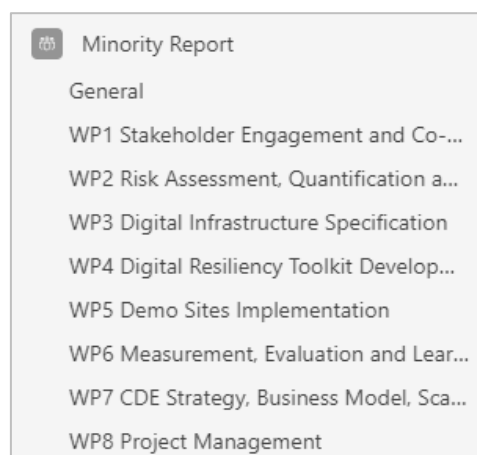 Minority Report
General
WP1 Stakeholder Engagement and Co-...
WP2 Risk Assessment, Quantification a...
WP3 Digital Infrastructure Specification
WP4 Digital Resiliency Toolkit Develop...
WP5 Demo Sites Implementation
WP6 Measurement, Evaluation and Lear...
WP7 CDE Strategy, Business Model, Sca...
WP8 Project Management